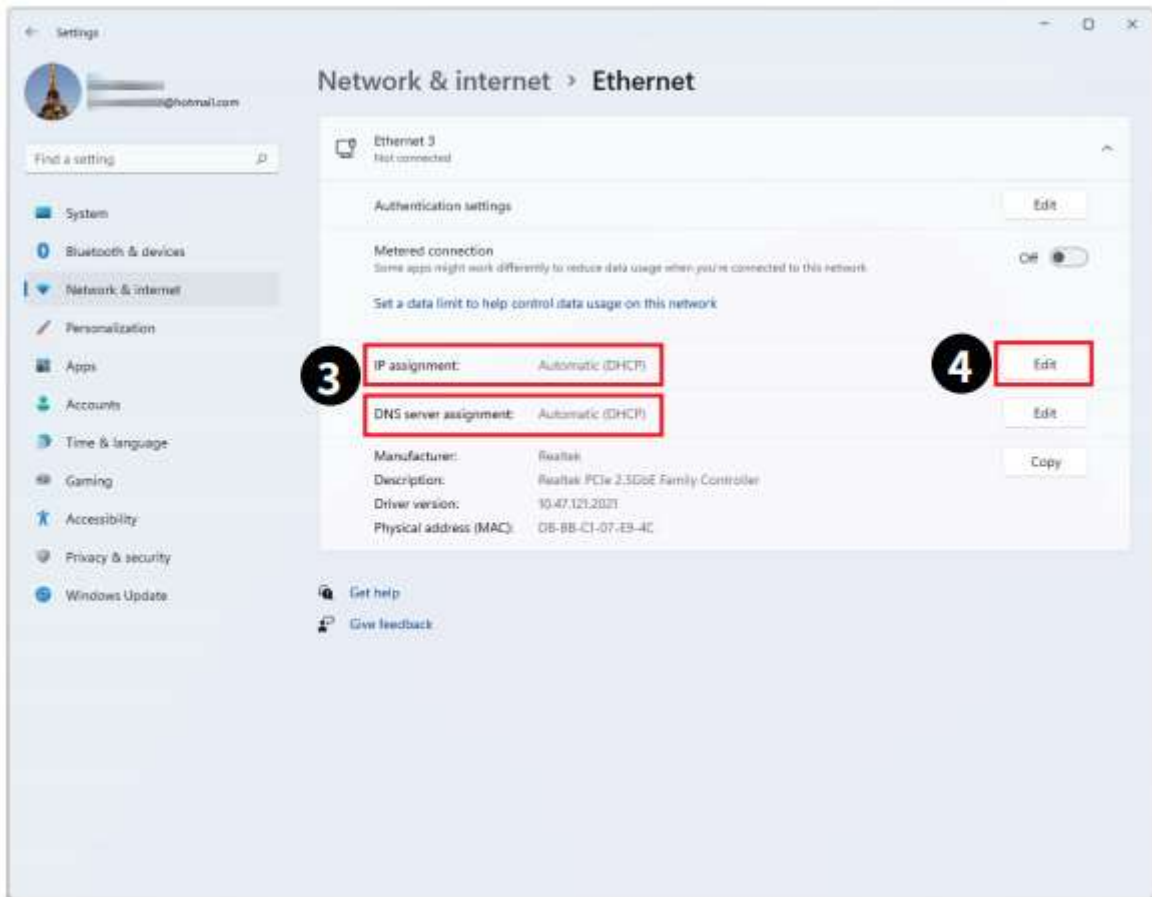 Settings
@hotmail.com
Find a setting
System
Bluetooth & devices
Network & internet
Personalization
Apps
Accounts
Time & language
Gaming
Accessibility
Privacy & security
Windows Update
Network & internet > Ethernet
Ethernet 3
Not connected
Authentication settings Edit
Metered connection
Some apps might work differently to reduce data usage when you're connected to this network
Off
Set a data limit to help control data usage on this network
3 IP assignment: Automatic (DHCP) 4 Edit
DNS server assignment: Automatic (DHCP) Edit
Manufacturer: Realtek Copy
Description: Realtek PCIe 2.5GbE Family Controller
Driver version: 10.47.121.2021
Physical address (MAC): D8-BB-C1-07-E9-4C
Get help
Give feedback